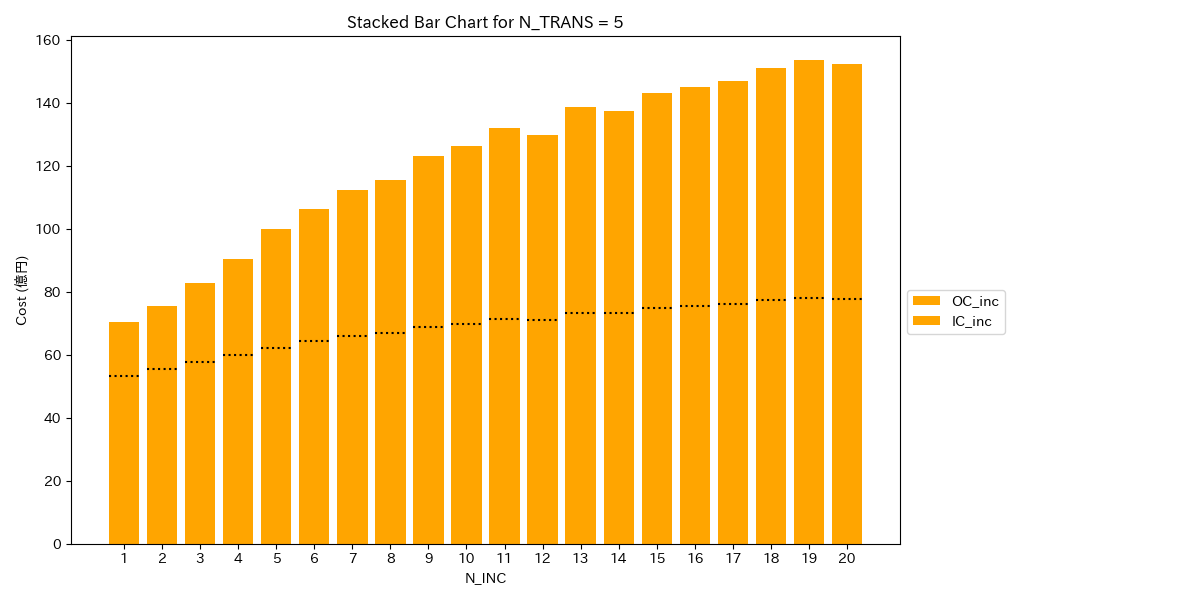 Stacked Bar Chart for N_TRANS = 5
160
140
120
100
80
60
40
20
0
Cost (億円)
1 2 3 4 5 6 7 8 9 10 11 12 13 14 15 16 17 18 19 20
N_INC
OC_inc
IC_inc